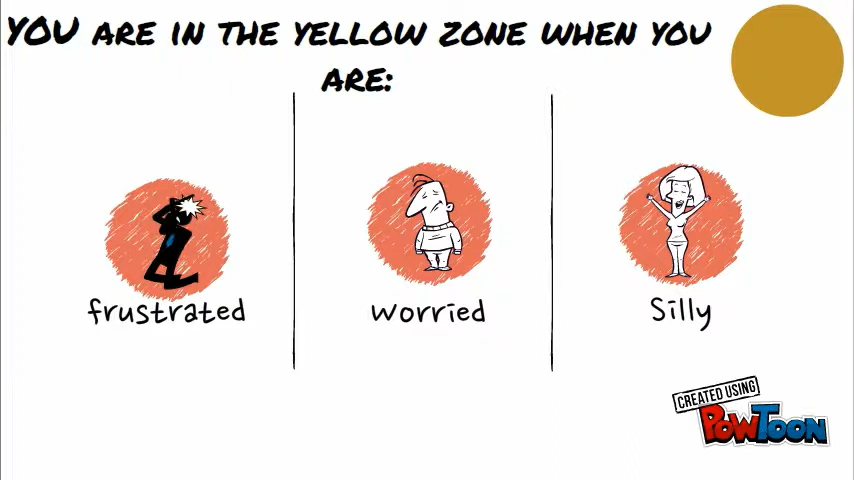 YOU ARE IN THE YELLOW ZONE WHEN YOU
ARE:
frustrated
worried
Silly
CREATED USING
POWTOON